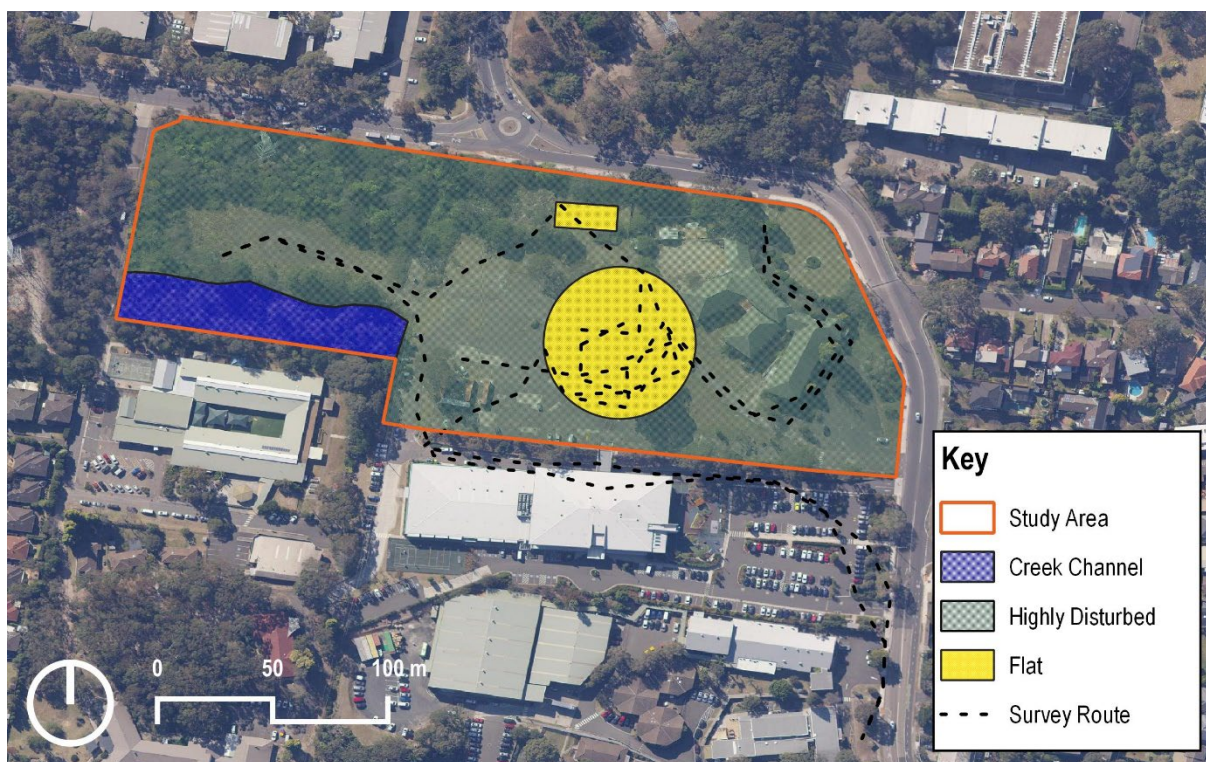 Key
Study Area
Creek Channel
Highly Disturbed
Flat
Survey Route
0 50 100 m